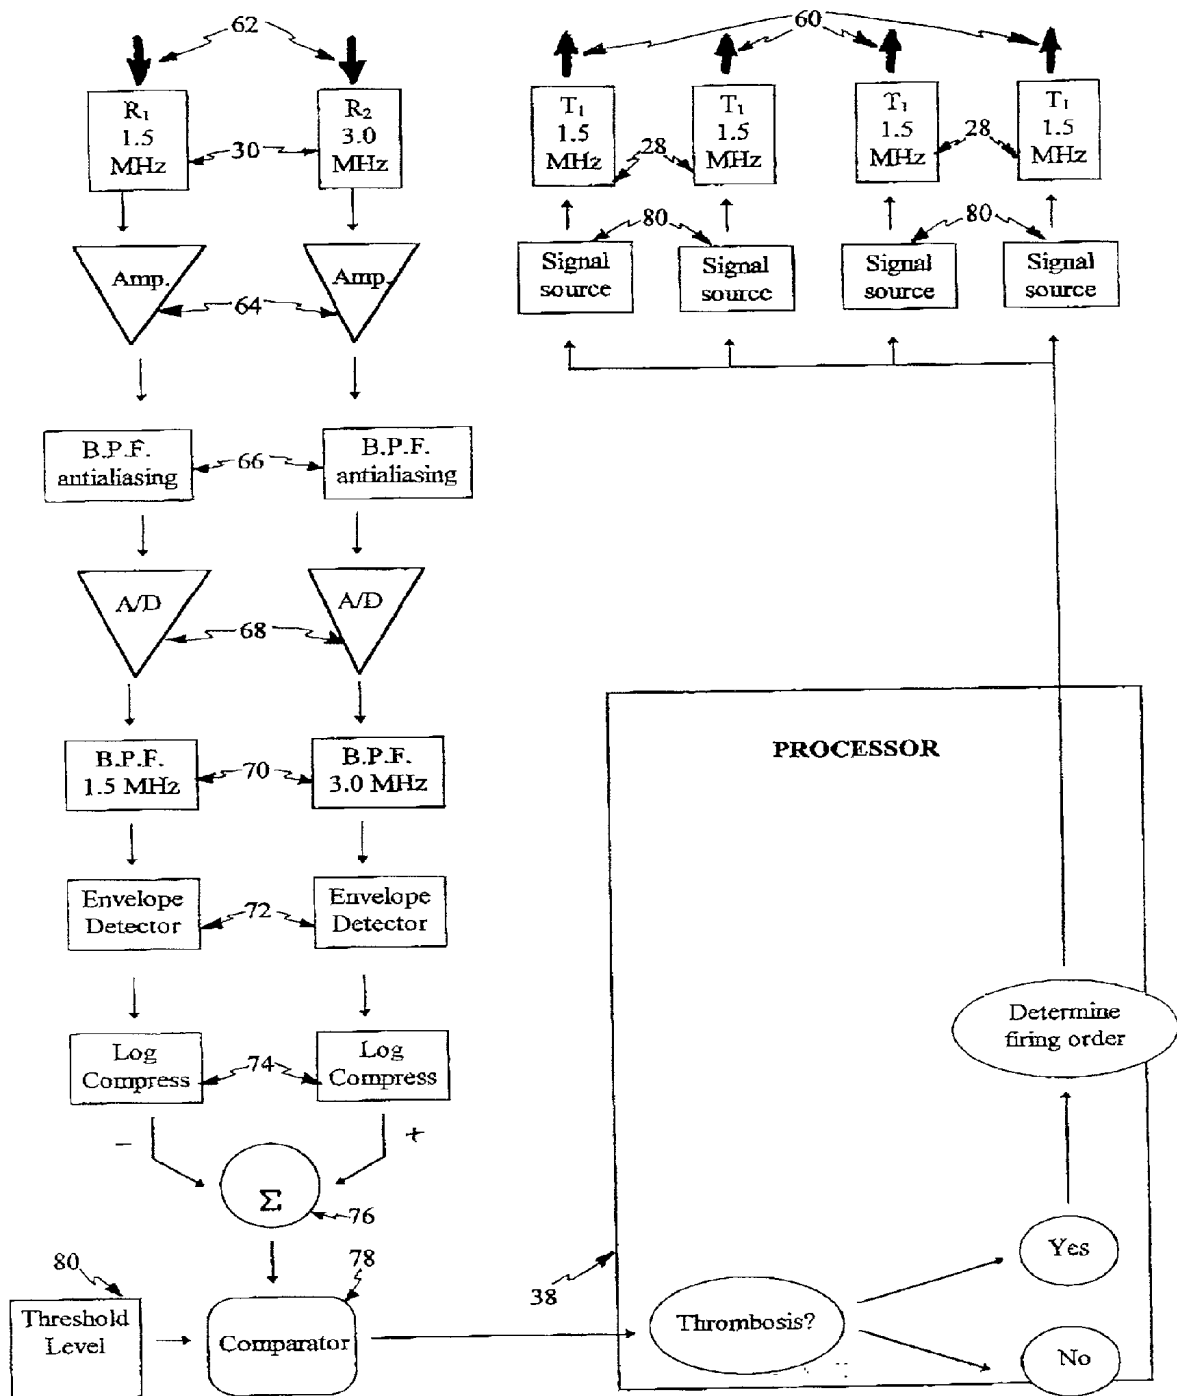 62
60
R₁
1.5
MHz
R₂
3.0
MHz
T₁
1.5
MHz
T₁
1.5
MHz
T₁
1.5
MHz
T₁
1.5
MHz
30
28
28
80
80
Amp.
Amp.
Signal
source
Signal
source
Signal
source
Signal
source
64
B.P.F.
antialiasing
B.P.F.
antialiasing
66
A/D
A/D
68
B.P.F.
1.5 MHz
B.P.F.
3.0 MHz
70
PROCESSOR
Envelope
Detector
Envelope
Detector
72
Log
Compress
Log
Compress
74
Determine
firing order
−
+
Σ
76
Yes
80
78
38
Threshold
Level
Comparator
Thrombosis?
No